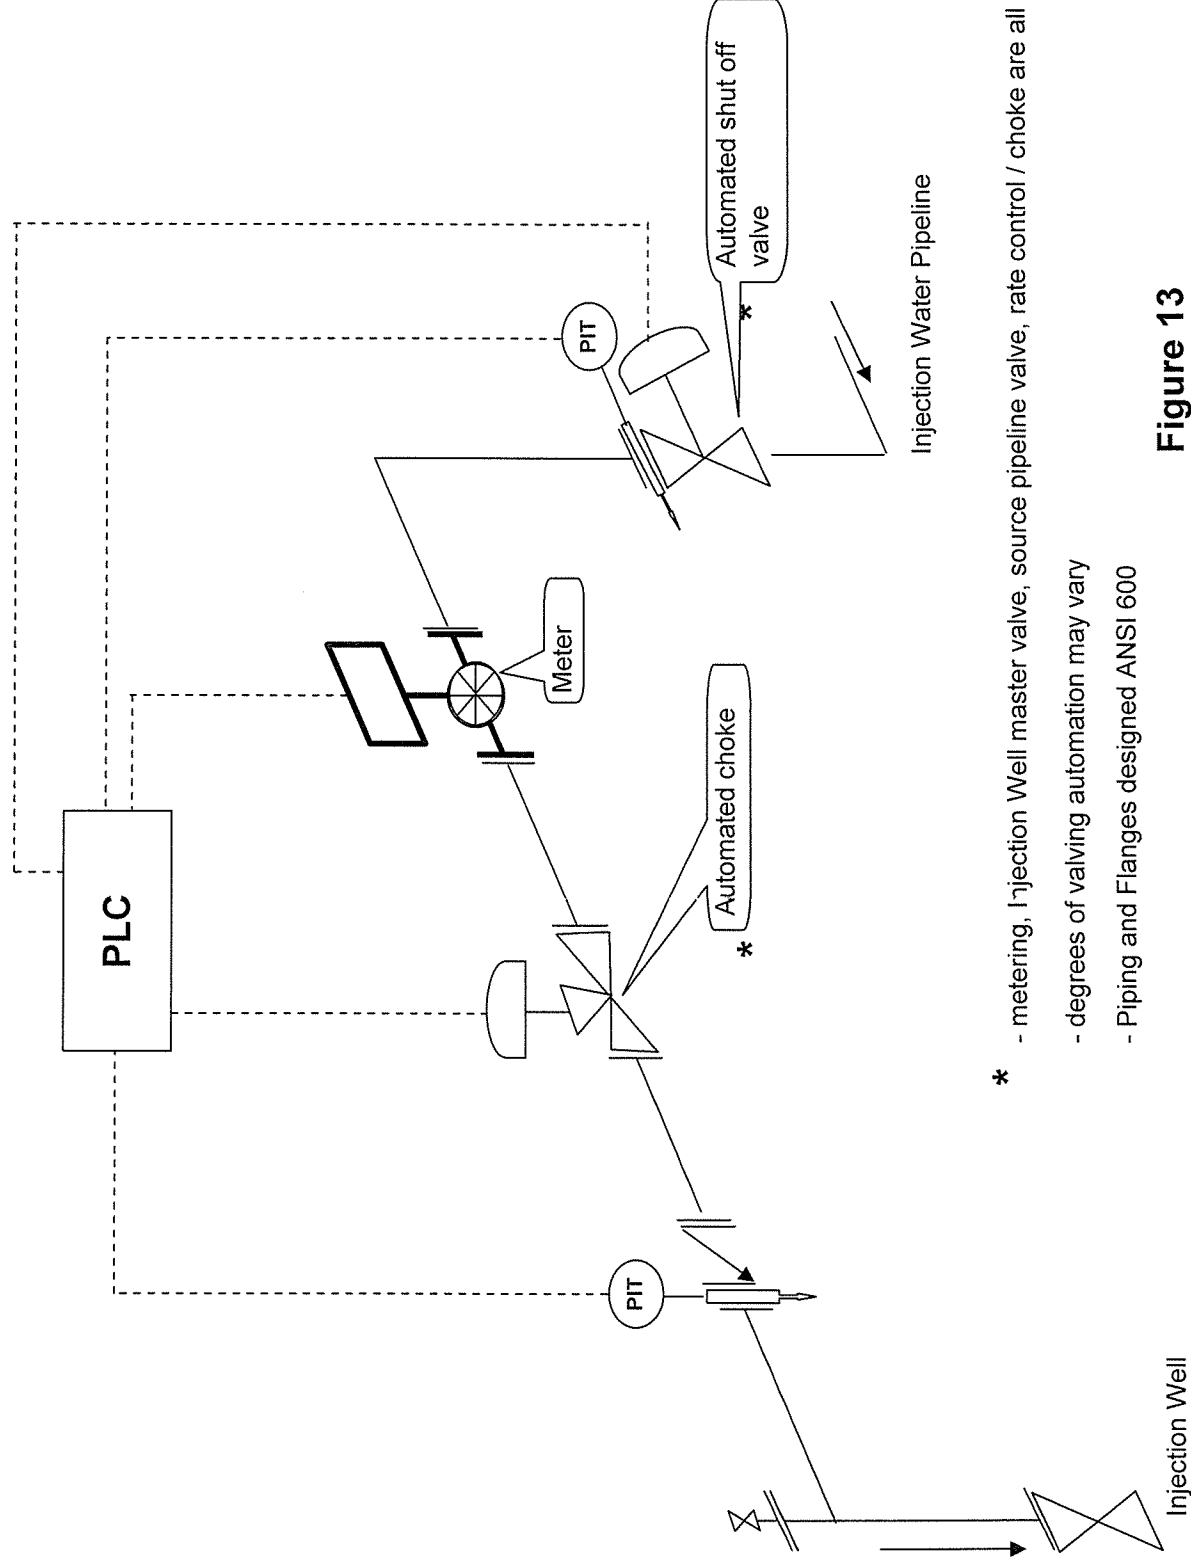 PLC
PIT
Automated shut off
valve
*
Meter
Automated choke
*
PIT
Injection Water Pipeline
Injection Well
* - metering, Injection Well master valve, source pipeline valve, rate control / choke are all
- degrees of valving automation may vary
- Piping and Flanges designed ANSI 600
Figure 13